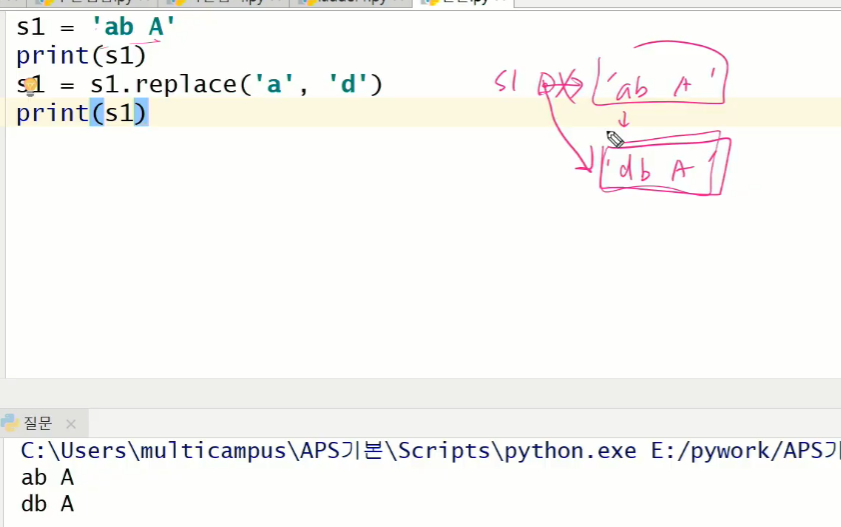 s1 = 'ab A'
print(s1)
s1 = s1.replace('a', 'd')
print(s1)
s1 'ab A'
'db A'
질문
C:\Users\multicampus\APS기본\Scripts\python.exe E:/pywork/APS기
ab A
db A